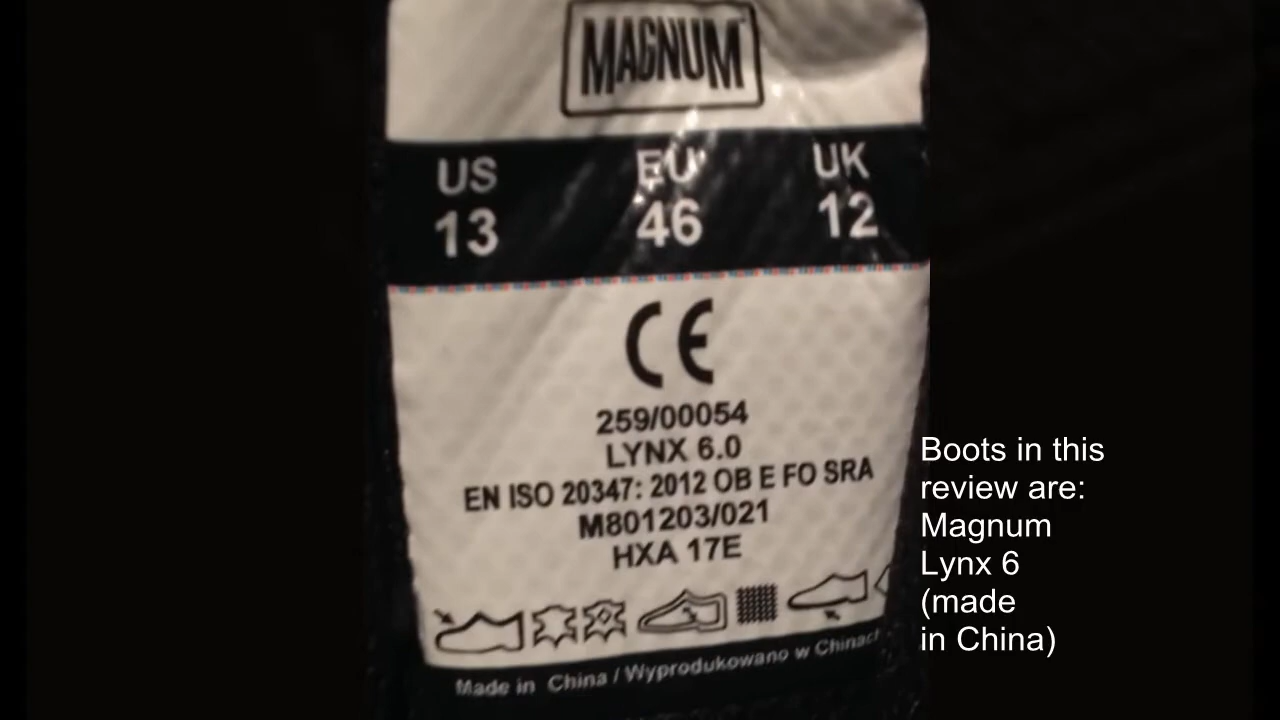 MAGNUM
US EU UK
13 46 12
CE
259/00054
LYNX 6.0
EN ISO 20347: 2012 OB E FO SRA
M801203/021
HXA 17E
Made in China / Wyprodukowano w Chinach
Boots in this
review are:
Magnum
Lynx 6
(made
in China)